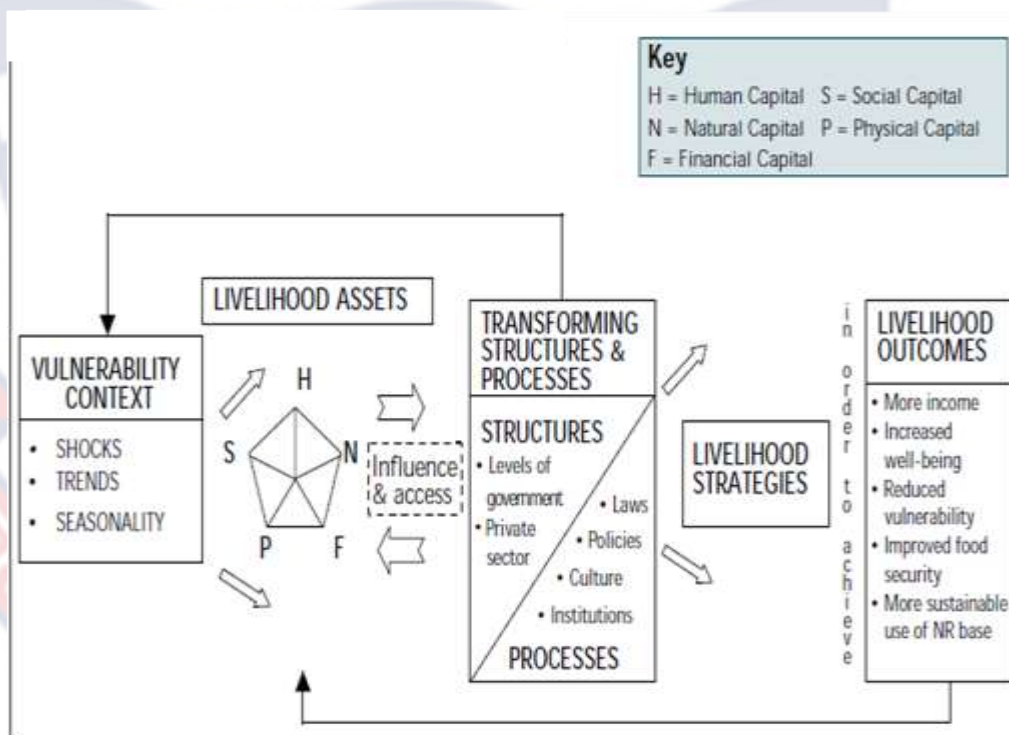 Key
H = Human Capital S = Social Capital
N = Natural Capital P = Physical Capital
F = Financial Capital
LIVELIHOOD ASSETS
VULNERABILITY
CONTEXT
• SHOCKS
• TRENDS
• SEASONALITY
H
S
N
P
F
Influence
& access
TRANSFORMING
STRUCTURES &
PROCESSES
STRUCTURES
• Levels of
government
• Private
sector
• Laws
• Policies
• Culture
• Institutions
PROCESSES
LIVELIHOOD
STRATEGIES
in order to achieve
LIVELIHOOD
OUTCOMES
• More income
• Increased
well-being
• Reduced
vulnerability
• Improved food
security
• More sustainable
use of NR base